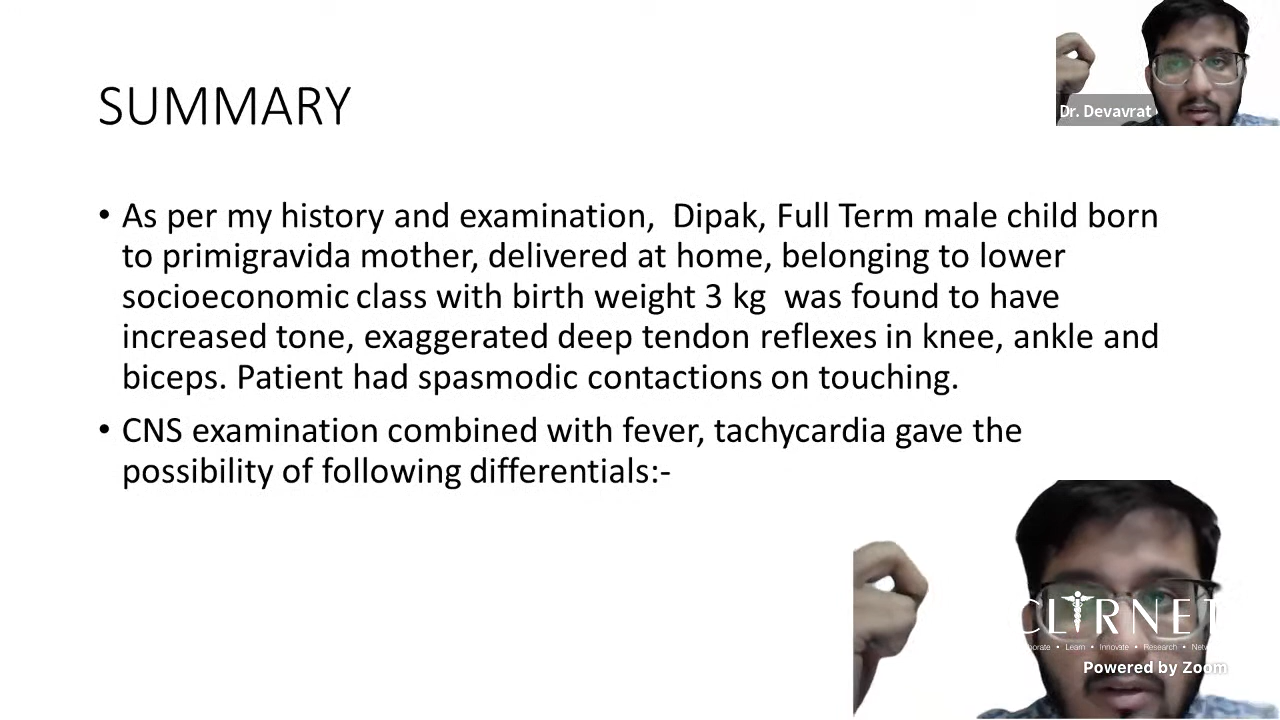 SUMMARY
Dr. Devavrat
• As per my history and examination, Dipak, Full Term male child born
to primigravida mother, delivered at home, belonging to lower
socioeconomic class with birth weight 3 kg was found to have
increased tone, exaggerated deep tendon reflexes in knee, ankle and
biceps. Patient had spasmodic contactions on touching.
• CNS examination combined with fever, tachycardia gave the
possibility of following differentials:-
CLIRNET
• Learn • Innovate • Research •
Powered by Zoom